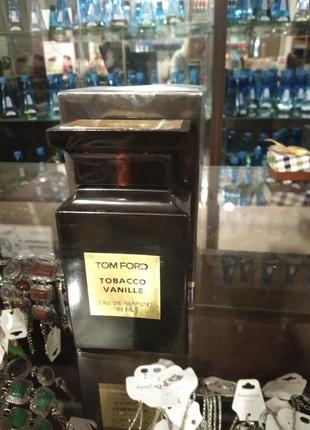 TOM FORD
TOBACCO
VANILLE
EAU DE PARFUM